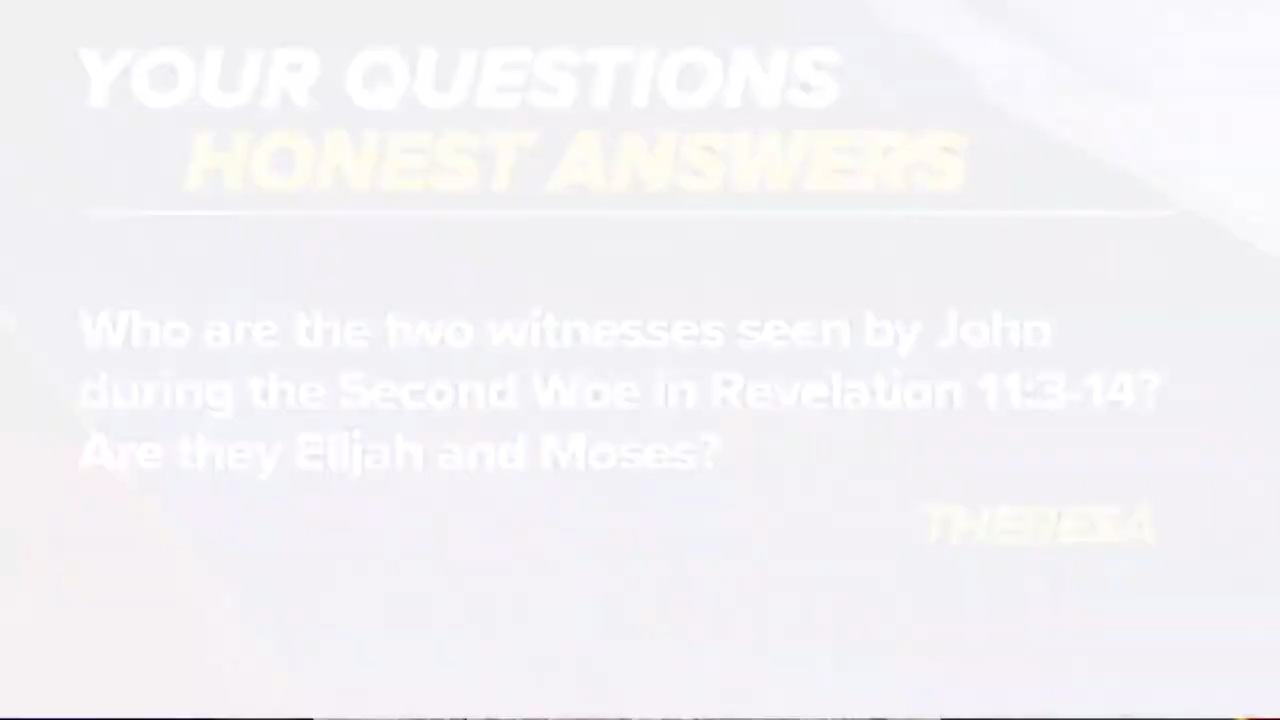 YOUR QUESTIONS
HONEST ANSWERS
Who are the two witnesses seen by John
during the Second Woe in Revelation 11:3-14?
Are they Elijah and Moses?
THERESA